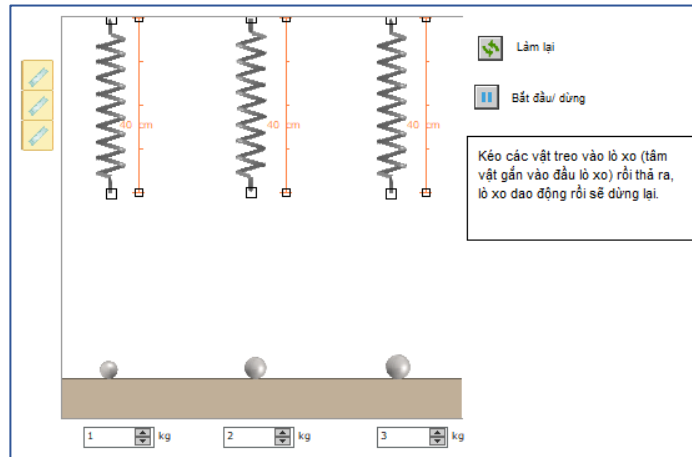 Làm lại
40 cm
40 cm
40 cm
Bắt đầu/ dừng
Kéo các vật treo vào lò xo (tâm
vật gắn vào đầu lò xo) rồi thả ra,
lò xo dao động rồi sẽ dừng lại.
1 kg
2 kg
3 kg